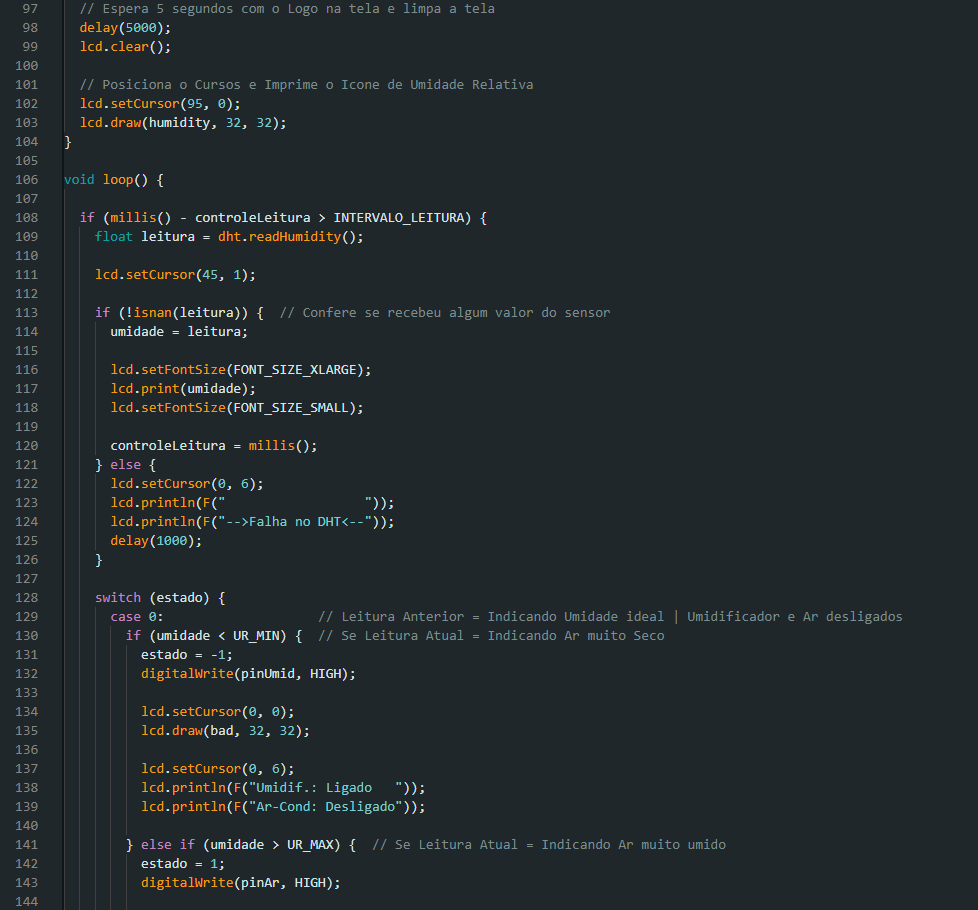 97 // Espera 5 segundos com o Logo na tela e limpa a tela
98 delay(5000);
99 lcd.clear();
100
101 // Posiciona o Cursos e Imprime o Icone de Umidade Relativa
102 lcd.setCursor(95, 0);
103 lcd.draw(humidity, 32, 32);
104 }
105
106 void loop() {
107
108 if (millis() - controleLeitura > INTERVALO_LEITURA) {
109 float leitura = dht.readHumidity();
110
111 lcd.setCursor(45, 1);
112
113 if (!isnan(leitura)) {  // Confere se recebeu algum valor do sensor
114 umidade = leitura;
115
116 lcd.setFontSize(FONT_SIZE_XLARGE);
117 lcd.print(umidade);
118 lcd.setFontSize(FONT_SIZE_SMALL);
119
120 controleLeitura = millis();
121 } else {
122 lcd.setCursor(0, 6);
123 lcd.println(F("                  "));
124 lcd.println(F("-->Falha no DHT<--"));
125 delay(1000);
126 }
127
128 switch (estado) {
129 case 0:                    // Leitura Anterior = Indicando Umidade ideal | Umidificador e Ar desligados
130 if (umidade < UR_MIN) {  // Se Leitura Atual = Indicando Ar muito Seco
131 estado = -1;
132 digitalWrite(pinUmid, HIGH);
133
134 lcd.setCursor(0, 0);
135 lcd.draw(bad, 32, 32);
136
137 lcd.setCursor(0, 6);
138 lcd.println(F("Umidif.: Ligado   "));
139 lcd.println(F("Ar-Cond: Desligado"));
140
141 } else if (umidade > UR_MAX) {  // Se Leitura Atual = Indicando Ar muito umido
142 estado = 1;
143 digitalWrite(pinAr, HIGH);
144